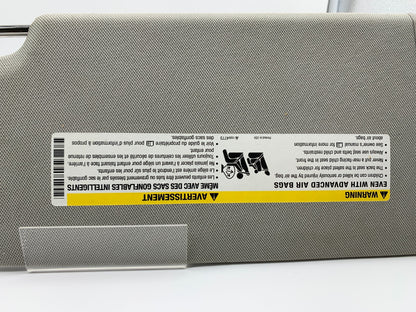 WARNING
EVEN WITH ADVANCED AIR BAGS
Children can be killed or seriously injured by the air bag
The back seat is the safest place for children
Never put a rear facing child seat in the front
Always use seat belts and child restraints
See owner's manual for more information
about air bags.
AVERTISSEMENT
MÊME AVEC DES SACS GONFLABLES INTELLIGENTS
Les enfants peuvent être tués ou gravement blessés par le sac gonflable
Le siège arrière est l'endroit le plus sûr pour un enfant
Ne jamais placer à l'avant un siège pour enfant faisant face à l'arrière
Toujours utiliser les ceintures de sécurité et les ensembles retenue
pour enfant.
Voir le guide du propriétaire pour plus d'information à propos
des sacs gonflables.